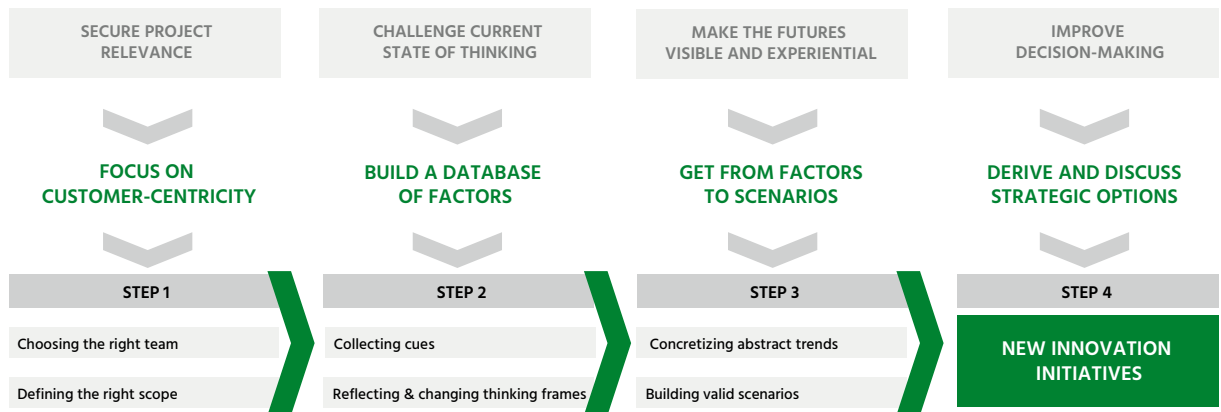 SECURE PROJECT
RELEVANCE
CHALLENGE CURRENT
STATE OF THINKING
MAKE THE FUTURES
VISIBLE AND EXPERIENTIAL
IMPROVE
DECISION-MAKING
FOCUS ON
CUSTOMER-CENTRICITY
BUILD A DATABASE
OF FACTORS
GET FROM FACTORS
TO SCENARIOS
DERIVE AND DISCUSS
STRATEGIC OPTIONS
STEP 1
STEP 2
STEP 3
STEP 4
Choosing the right team
Defining the right scope
Collecting cues
Reflecting & changing thinking frames
Concretizing abstract trends
Building valid scenarios
NEW INNOVATION
INITIATIVES